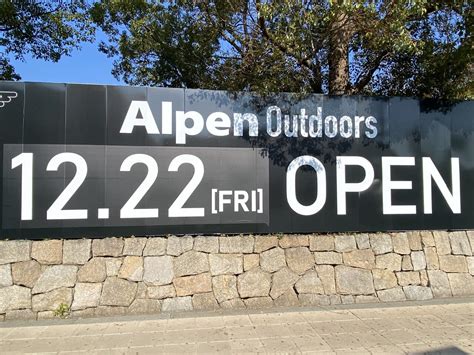 Alpen Outdoors
12.22[FRI] OPEN